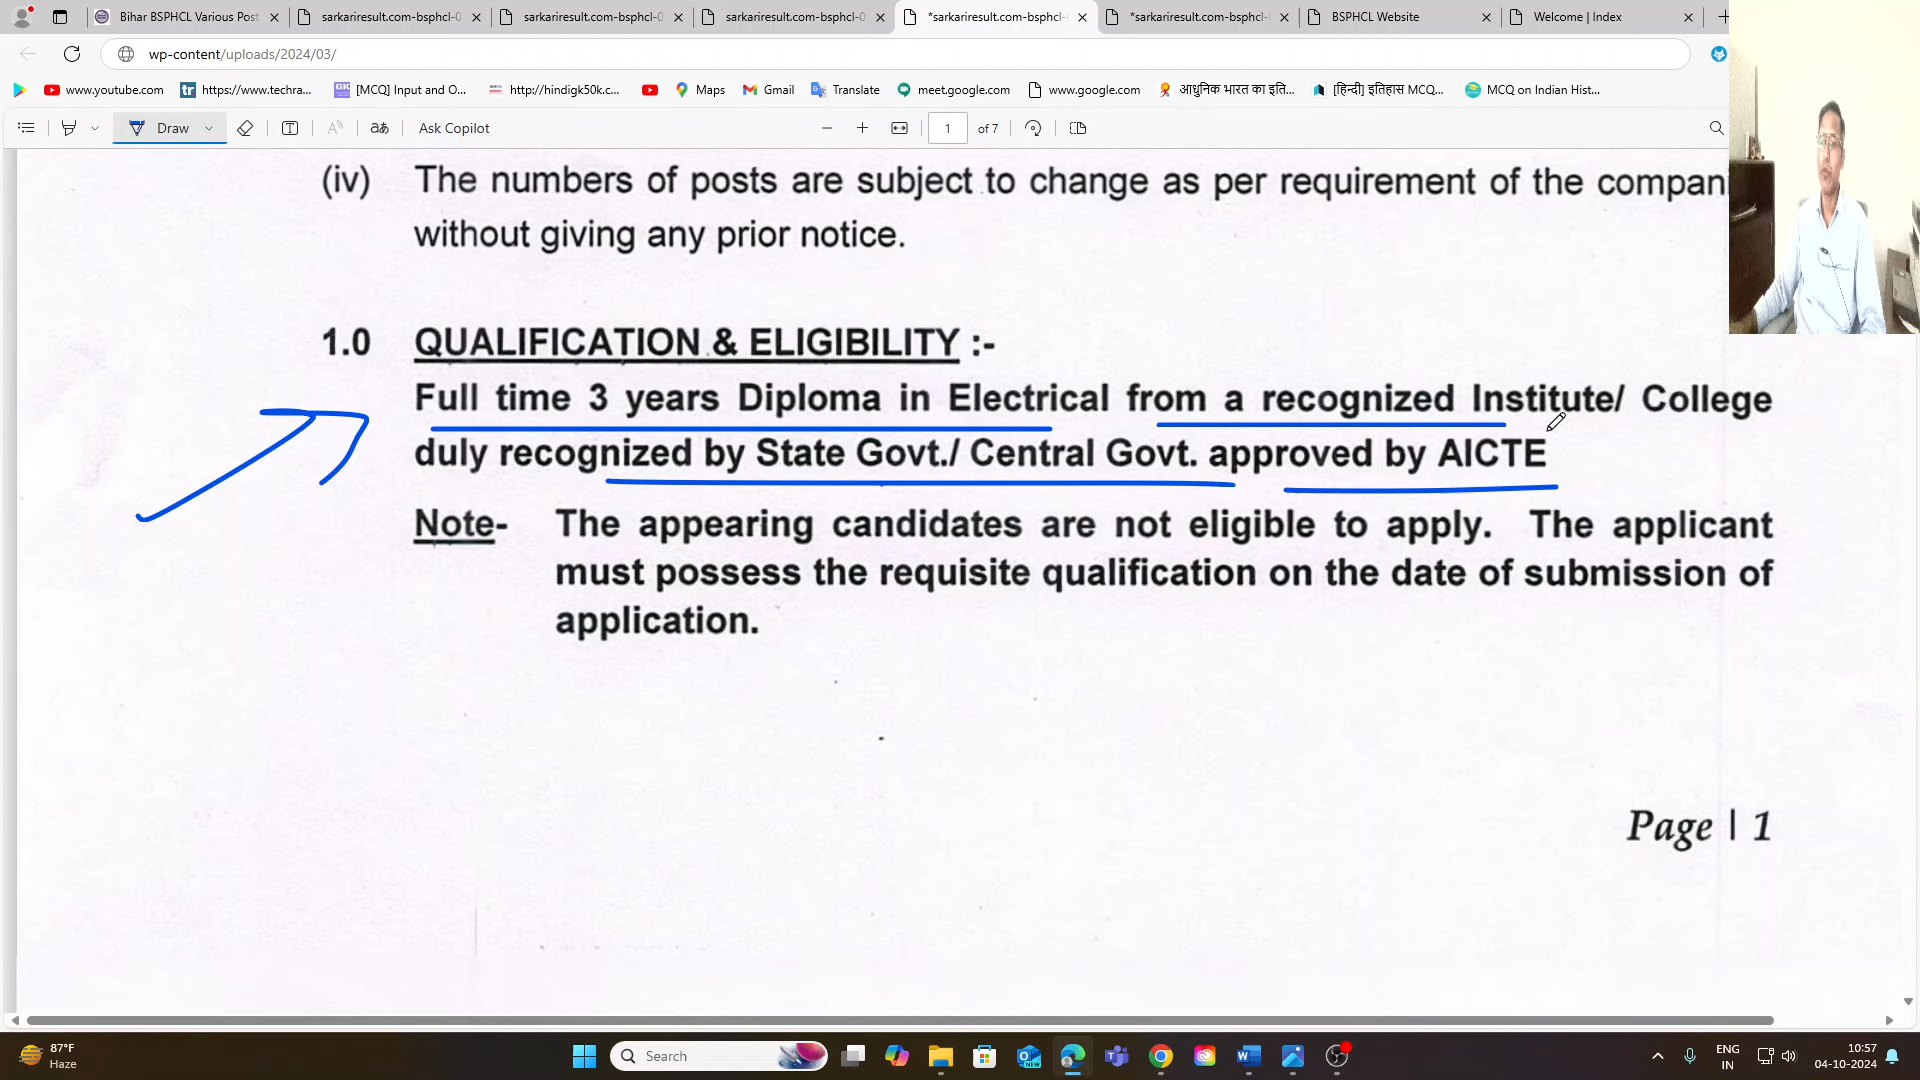 Bihar BSPHCL Various Post
sarkariresult.com-bsphcl-0
sarkariresult.com-bsphcl-0
sarkariresult.com-bsphcl-0
*sarkariresult.com-bsphcl-
*sarkariresult.com-bsphcl-
BSPHCL Website
Welcome | Index
wp-content/uploads/2024/03/
www.youtube.com
tr https://www.techra...
GK [MCQ] Input and O...
http://hindigk50k.c...
Maps
Gmail
Translate
meet.google.com
www.google.com
आधुनिक भारत का इति...
[हिन्दी] इतिहास MCQ...
MCQ on Indian Hist...
Draw
aあ
Ask Copilot
1 of 7
(iv) The numbers of posts are subject to change as per requirement of the compan
without giving any prior notice.
1.0 QUALIFICATION & ELIGIBILITY :-
Full time 3 years Diploma in Electrical from a recognized Institute/ College
duly recognized by State Govt./ Central Govt. approved by AICTE
Note- The appearing candidates are not eligible to apply. The applicant
must possess the requisite qualification on the date of submission of
application.
Page | 1
87°F
Haze
Search
ENG
IN
10:57
04-10-2024